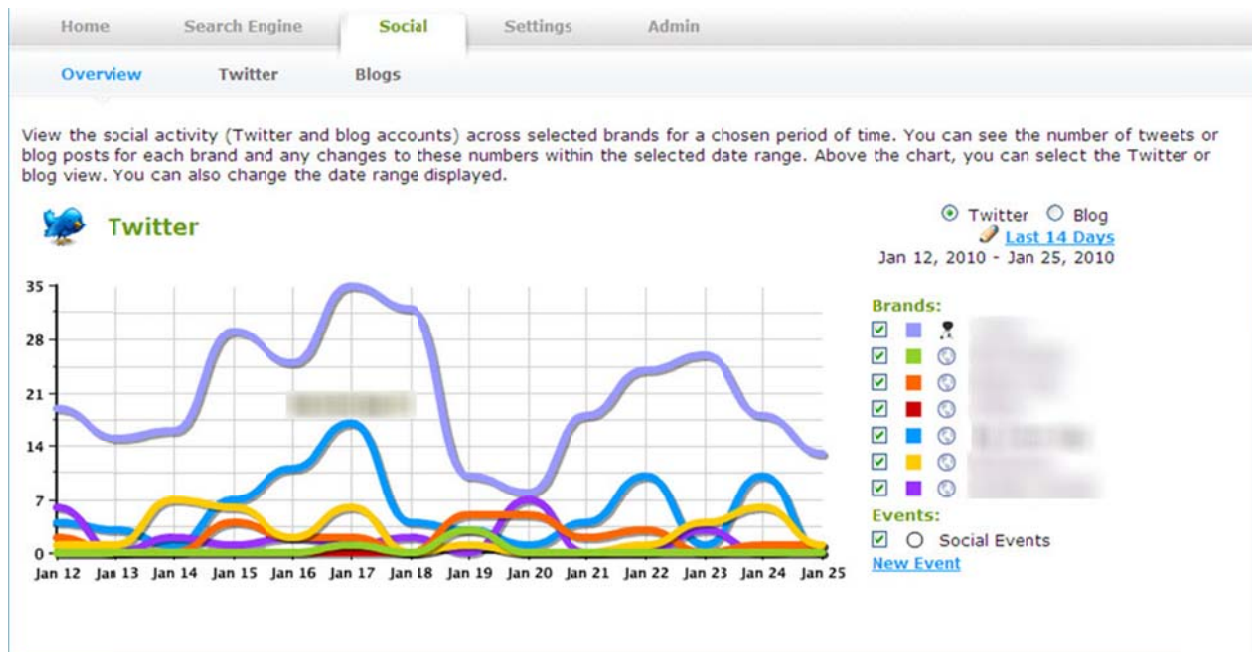 Home Search Engine Social Settings Admin
Overview Twitter Blogs
View the social activity (Twitter and blog accounts) across selected brands for a chosen period of time. You can see the number of tweets or
blog posts for each brand and any changes to these numbers within the selected date range. Above the chart, you can select the Twitter or
blog view. You can also change the date range displayed.
Twitter
Twitter Blog
Last 14 Days
Jan 12, 2010 - Jan 25, 2010
35
28
21
14
7
0
Jan 12 Jan 13 Jan 14 Jan 15 Jan 16 Jan 17 Jan 18 Jan 19 Jan 20 Jan 21 Jan 22 Jan 23 Jan 24 Jan 25
Brands:
Events:
Social Events
New Event